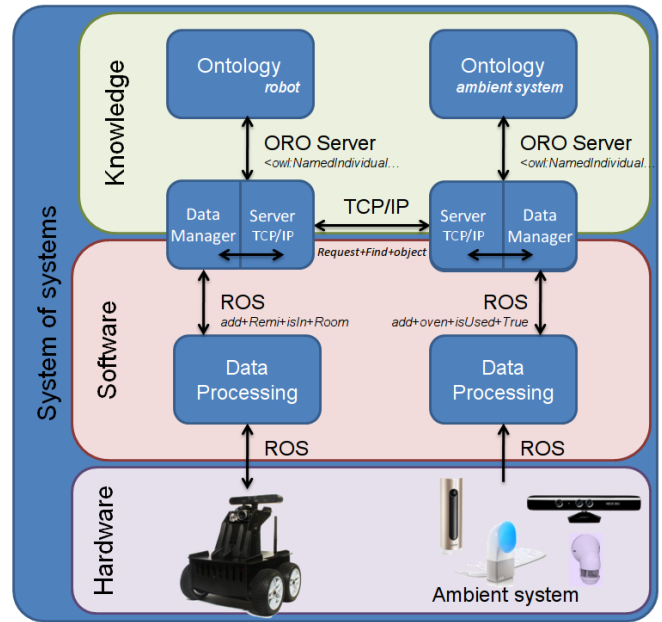 System of systems
Knowledge
Ontology
robot
Ontology
ambient system
ORO Server
<owl:NamedIndividual...
ORO Server
<owl:NamedIndividual...
Data
Manager
Server
TCP/IP
TCP/IP
Request+Find+object
Server
TCP/IP
Data
Manager
Software
ROS
add+Remi+isIn+Room
ROS
add+oven+isUsed+True
Data
Processing
Data
Processing
ROS
ROS
Hardware
Ambient system